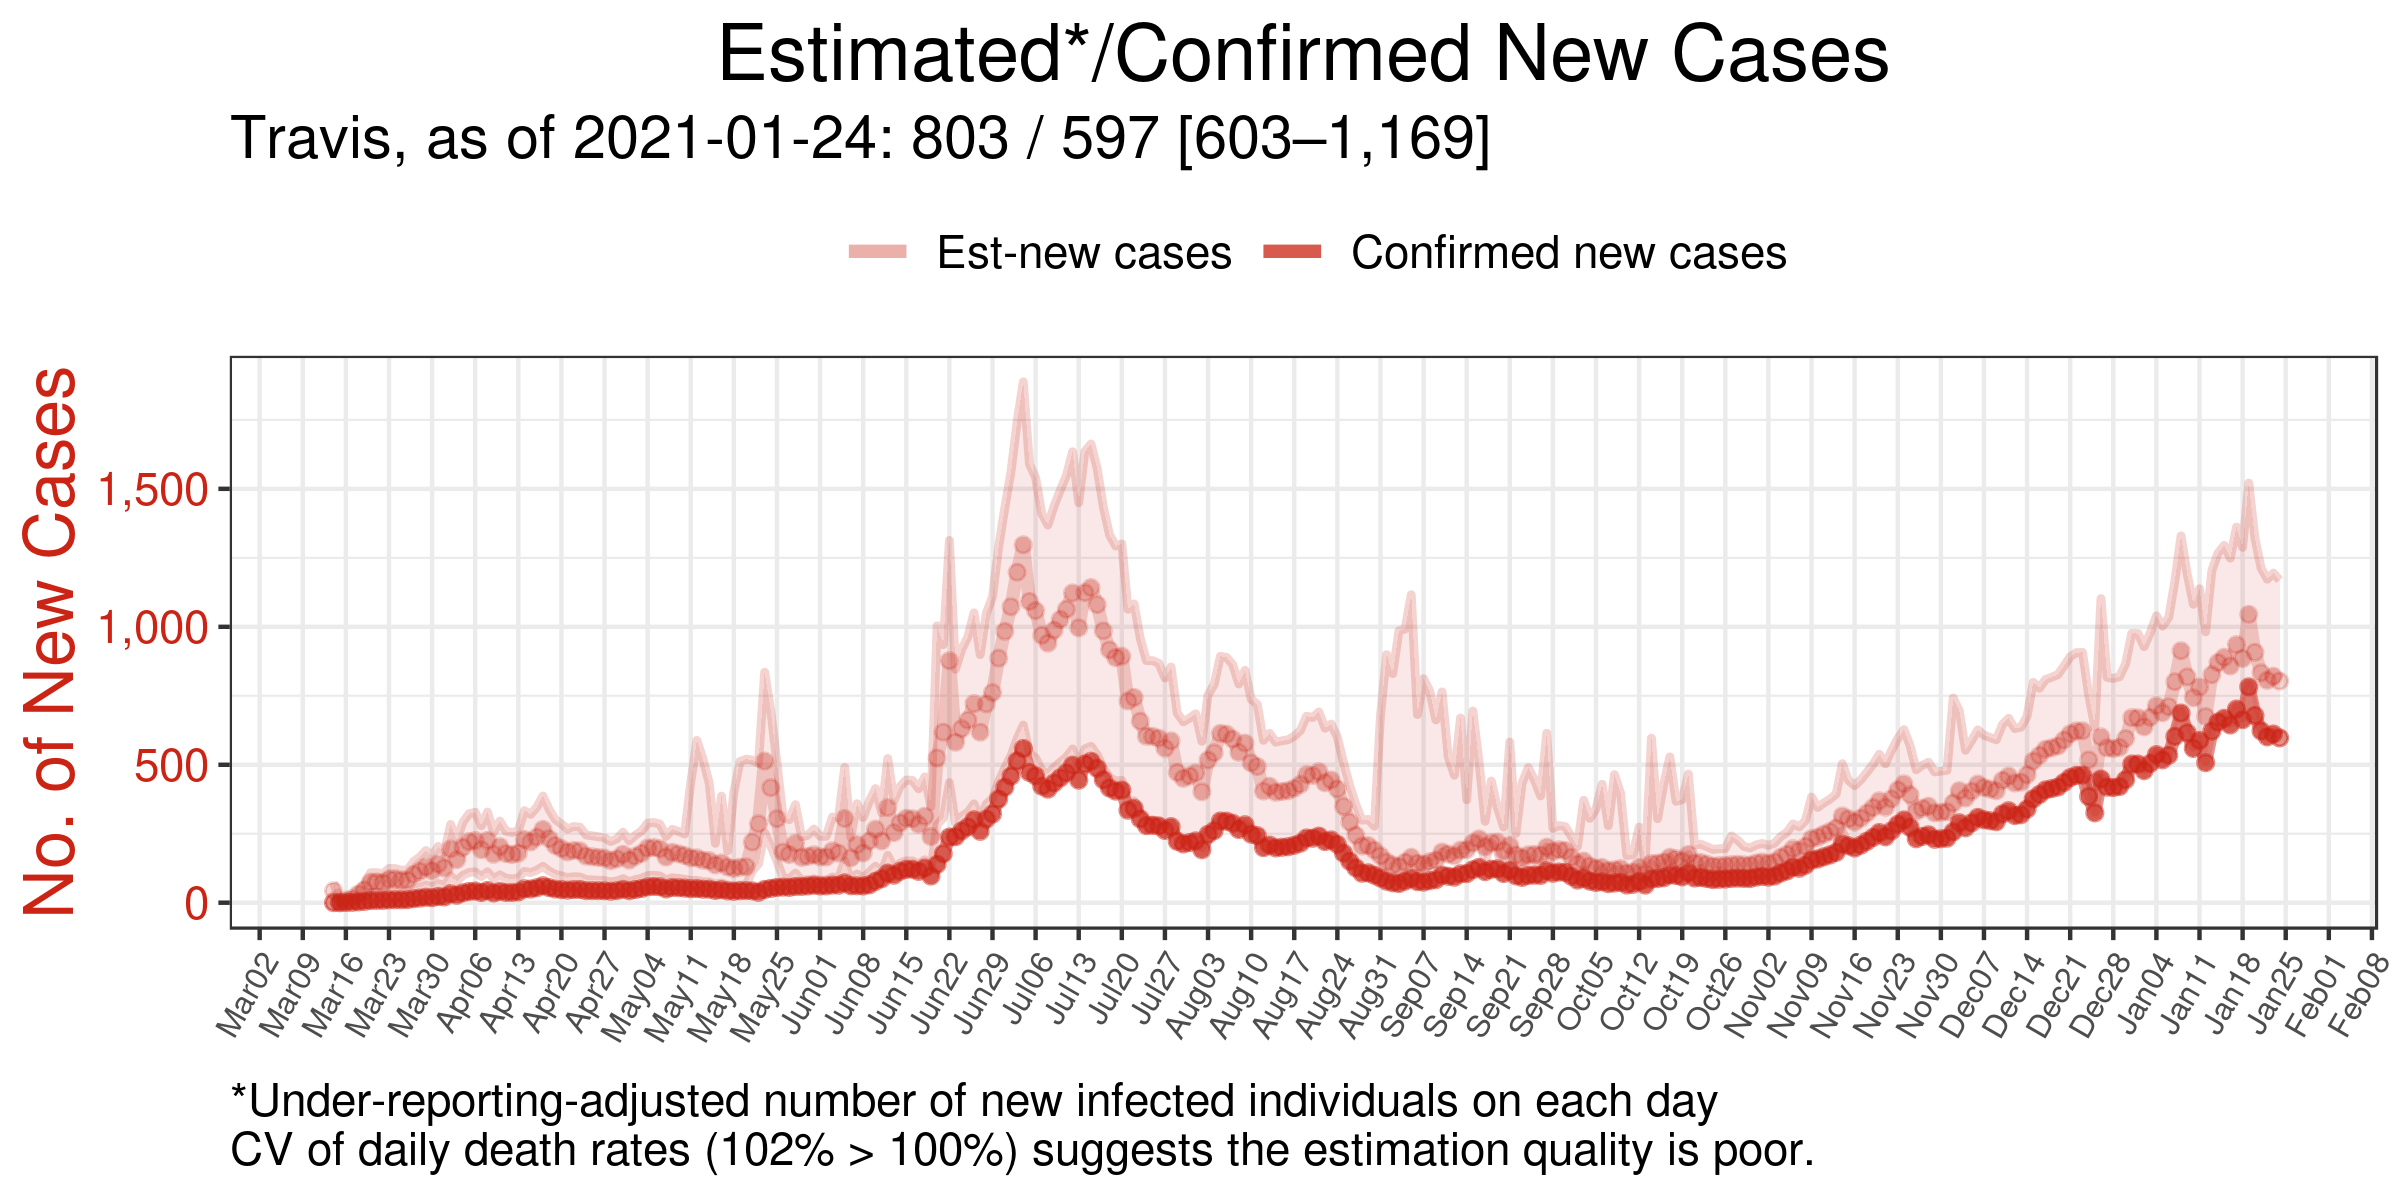 Estimated*/Confirmed New Cases
Travis, as of 2021-01-24: 803 / 597 [603–1,169]
Est-new cases Confirmed new cases
No. of New Cases
1,500
1,000
500
0
Mar02 Mar09 Mar16 Mar23 Mar30 Apr06 Apr13 Apr20 Apr27 May04 May11 May18 May25 Jun01 Jun08 Jun15 Jun22 Jun29 Jul06 Jul13 Jul20 Jul27 Aug03 Aug10 Aug17 Aug24 Aug31 Sep07 Sep14 Sep21 Sep28 Oct05 Oct12 Oct19 Oct26 Nov02 Nov09 Nov16 Nov23 Nov30 Dec07 Dec14 Dec21 Dec28 Jan04 Jan11 Jan18 Jan25 Feb01 Feb08
*Under-reporting-adjusted number of new infected individuals on each day
CV of daily death rates (102% > 100%) suggests the estimation quality is poor.